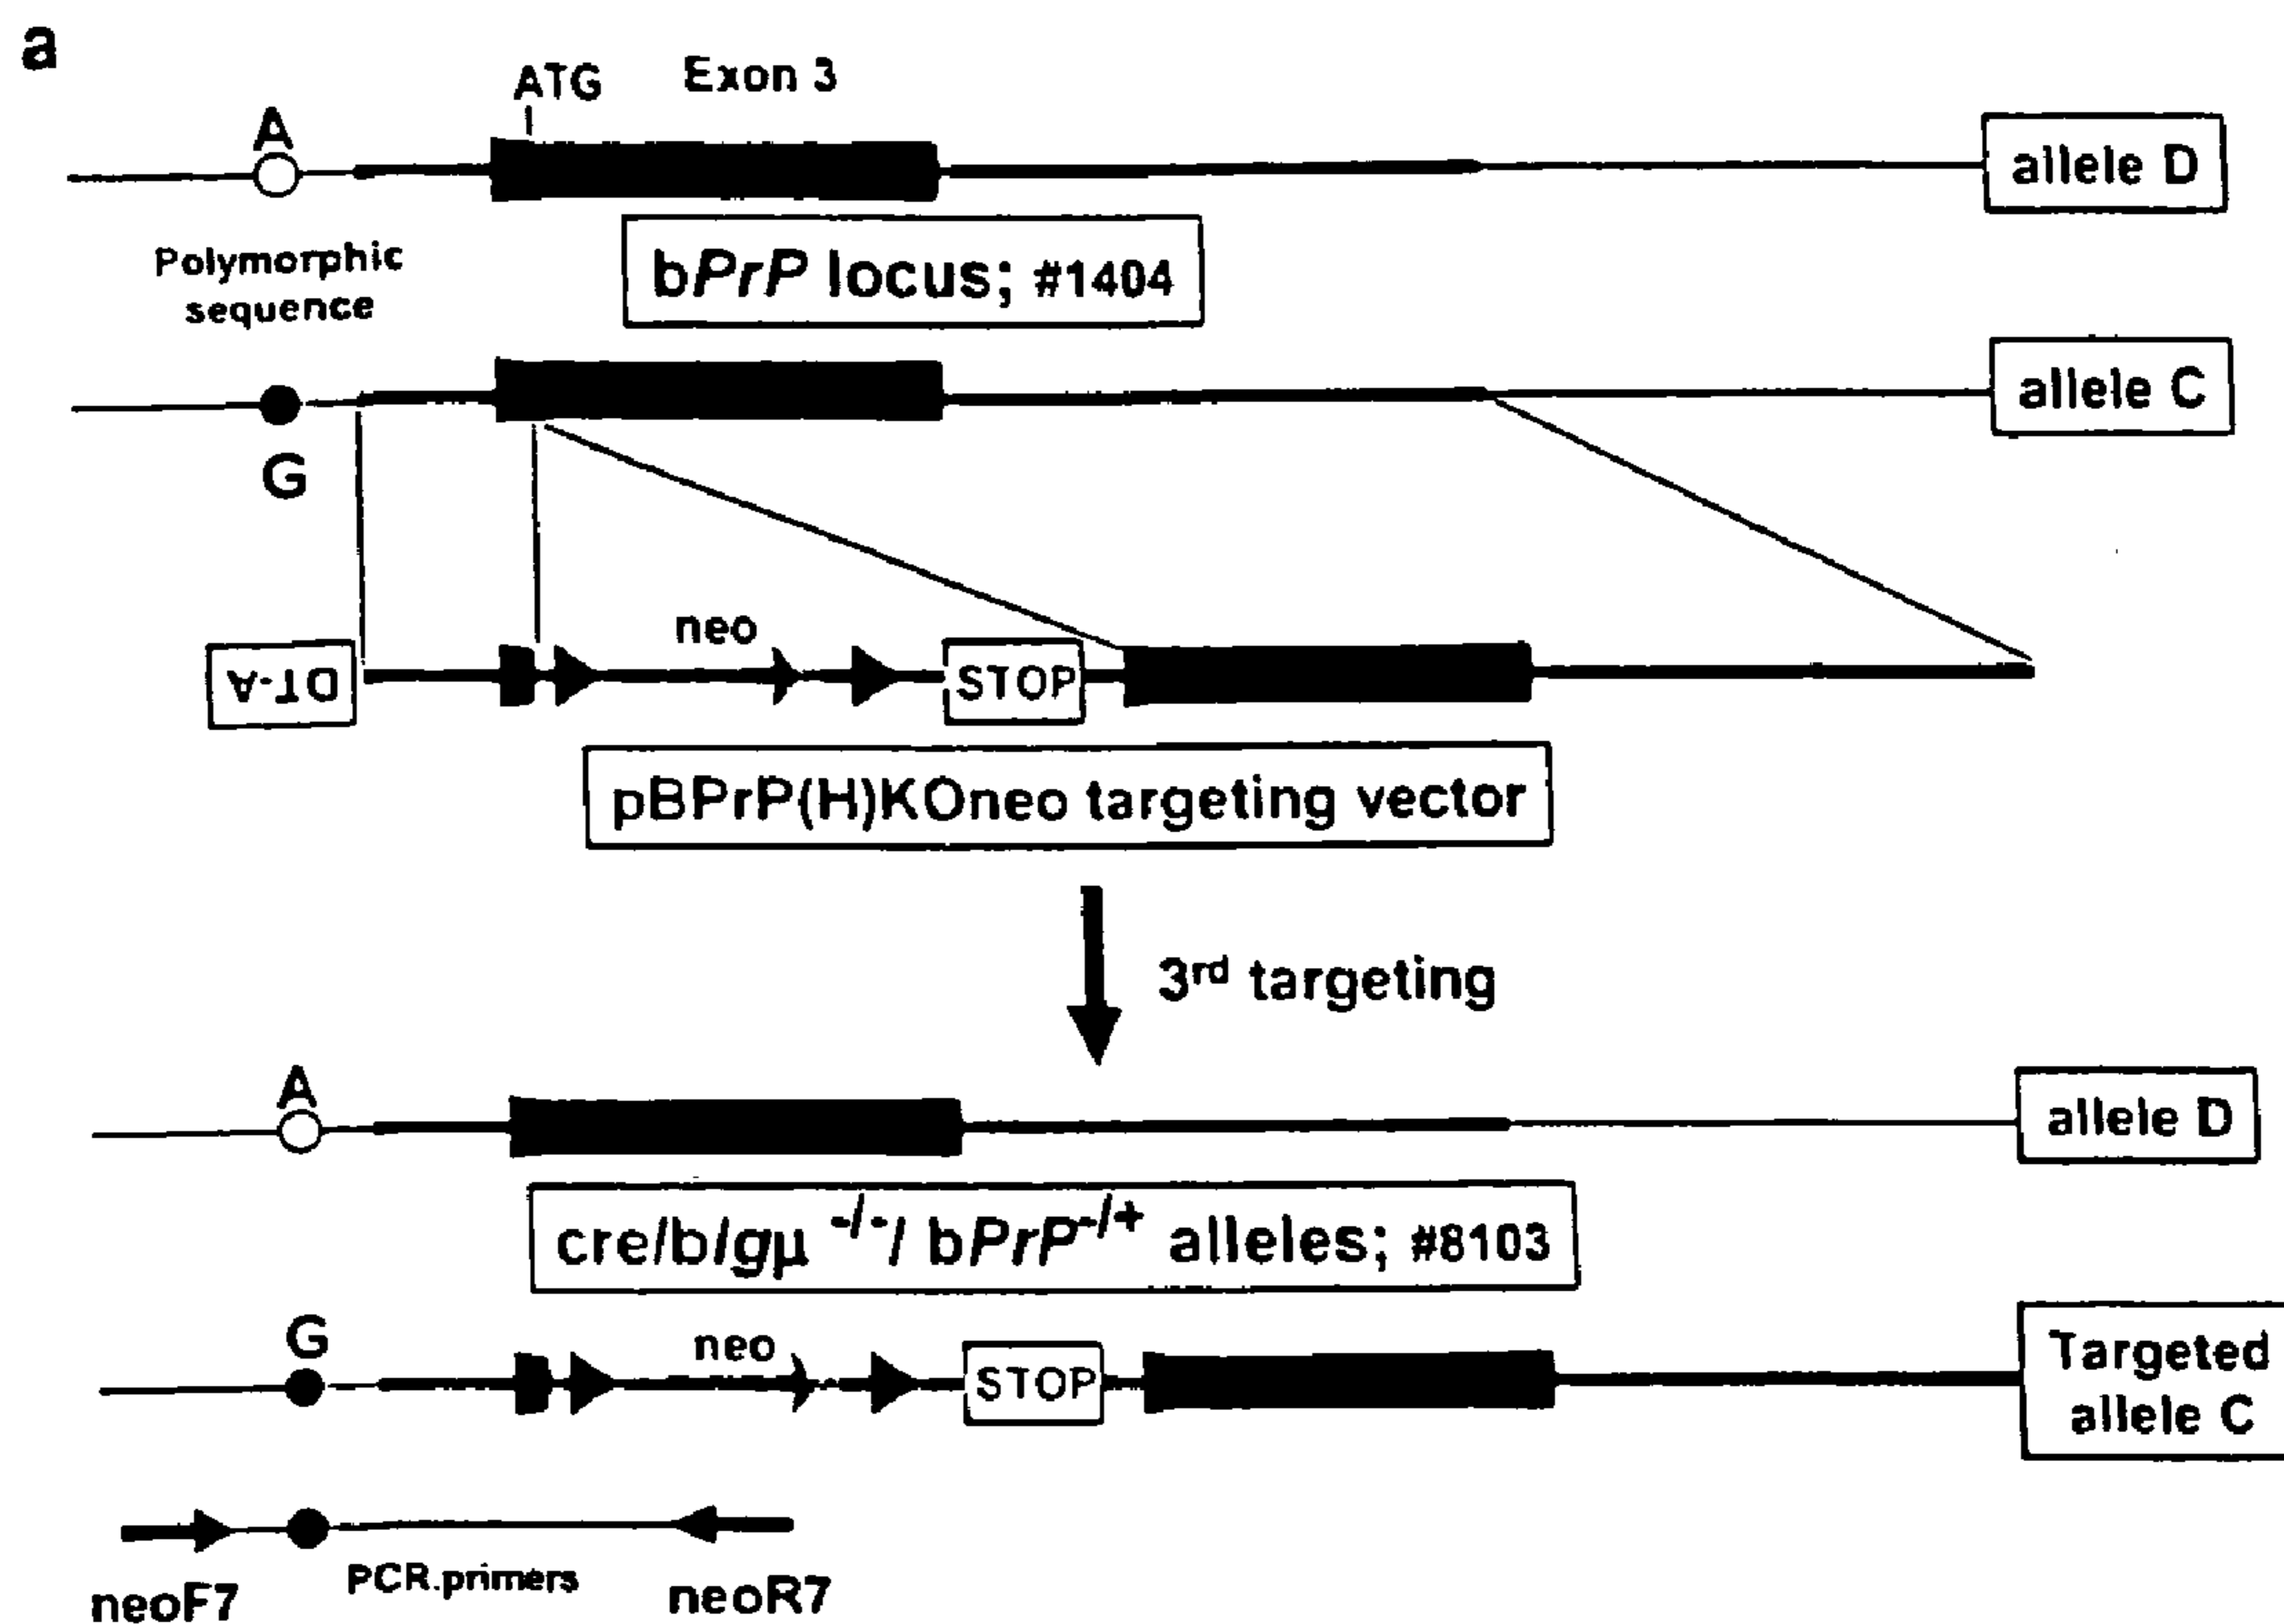 a
ATG Exon 3
A
allele D
Polymorphic
sequence
bPrP locus; #1404
allele C
G
neo
DT-A
STOP
pBPrP(H)KOneo targeting vector
3rd targeting
A
allele D
cre/bIgμ -/-/ bPrP-/+ alleles; #8103
G
neo
STOP
Targeted
allele C
PCR.primers
neoF7 neoR7